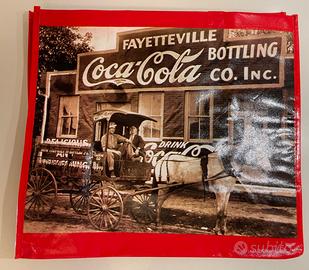 FAYETTEVILLE
Coca-Cola BOTTLING
CO. INC.
DELICIOUS
DRINK
subito